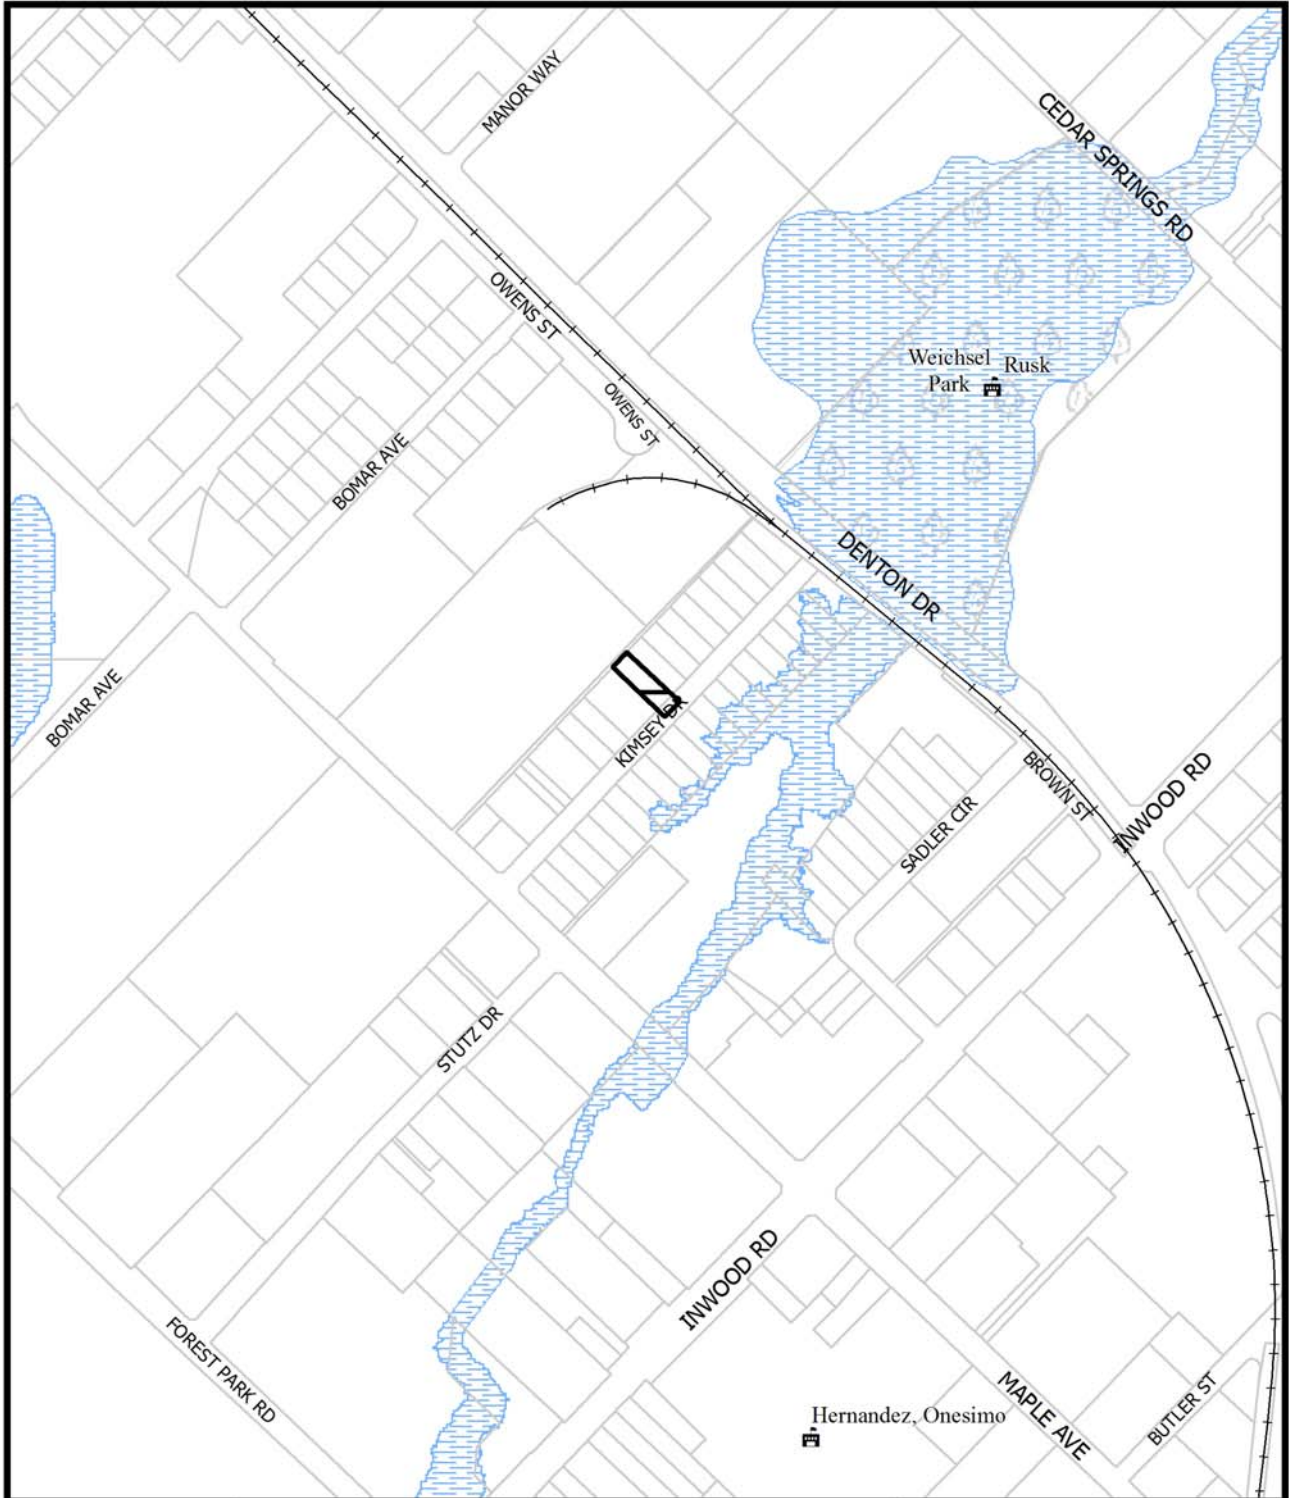 MANOR WAY
CEDAR SPRINGS RD
OWENS ST
Weichsel
Park
Rusk
OWENS ST
BOMAR AVE
DENTON DR
BOMAR AVE
KIMSEY DR
BROWN ST
INWOOD RD
SADLER CIR
STUTZ DR
INWOOD RD
FOREST PARK RD
MAPLE AVE
BUTLER ST
Hernandez, Onesimo